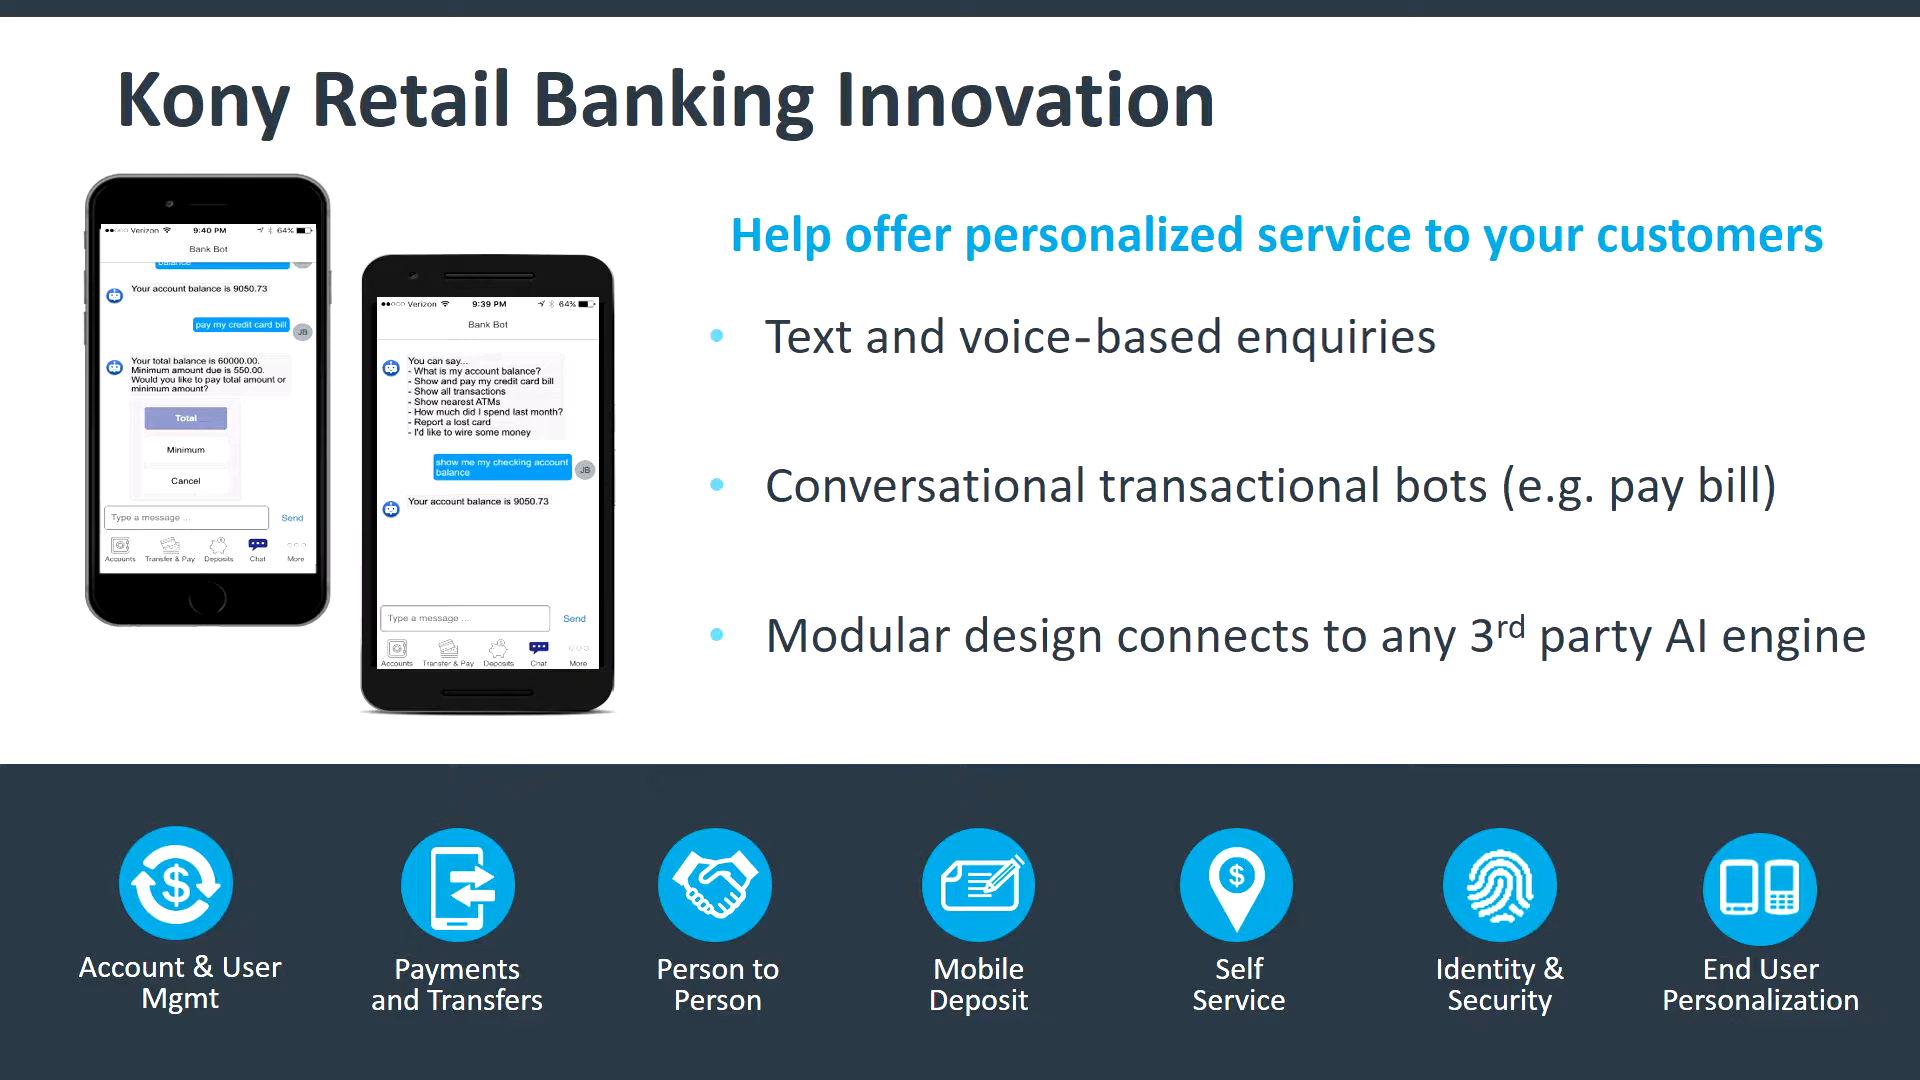 Kony Retail Banking Innovation
Verizon 9:40 PM 64%
Bank Bot
balance
Your account balance is 9050.73
pay my credit card bill
JB
Your total balance is 60000.00.
Minimum amount due is 550.00.
Would you like to pay total amount or
minimum amount?
Total
Minimum
Cancel
Type a message ...
Send
Accounts Transfer & Pay Deposits Chat More
Verizon 9:39 PM 64%
Bank Bot
You can say...
- What is my account balance?
- Show and pay my credit card bill
- Show all transactions
- Show nearest ATMs
- How much did I spend last month?
- Report a lost card
- I'd like to wire some money
show me my checking account
balance
JB
Your account balance is 9050.73
Type a message ...
Send
Accounts Transfer & Pay Deposits Chat More
Help offer personalized service to your customers
• Text and voice-based enquiries
• Conversational transactional bots (e.g. pay bill)
• Modular design connects to any 3rd party AI engine
Account & User
Mgmt
Payments
and Transfers
Person to
Person
Mobile
Deposit
Self
Service
Identity &
Security
End User
Personalization